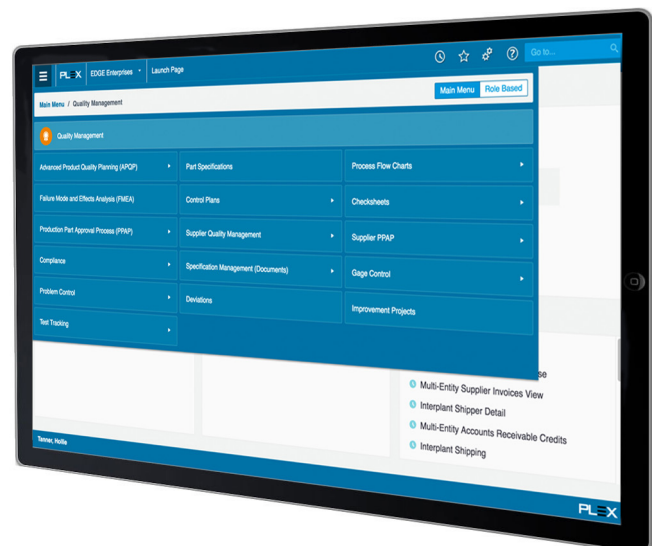 PLEX
EDGE Enterprises
Launch Page
Go to...
Main Menu / Quality Management
Main Menu
Role Based
Quality Management
Advanced Product Quality Planning (APQP)
Part Specifications
Process Flow Charts
Failure Mode and Effects Analysis (FMEA)
Control Plans
Checksheets
Production Part Approval Process (PPAP)
Supplier Quality Management
Supplier PPAP
Compliance
Specification Management (Documents)
Gage Control
Problem Control
Deviations
Improvement Projects
Test Tracking
Multi-Entity Supplier Invoices View
Interplant Shipper Detail
Multi-Entity Accounts Receivable Credits
Interplant Shipping
Tanner, Hollie
PLEX